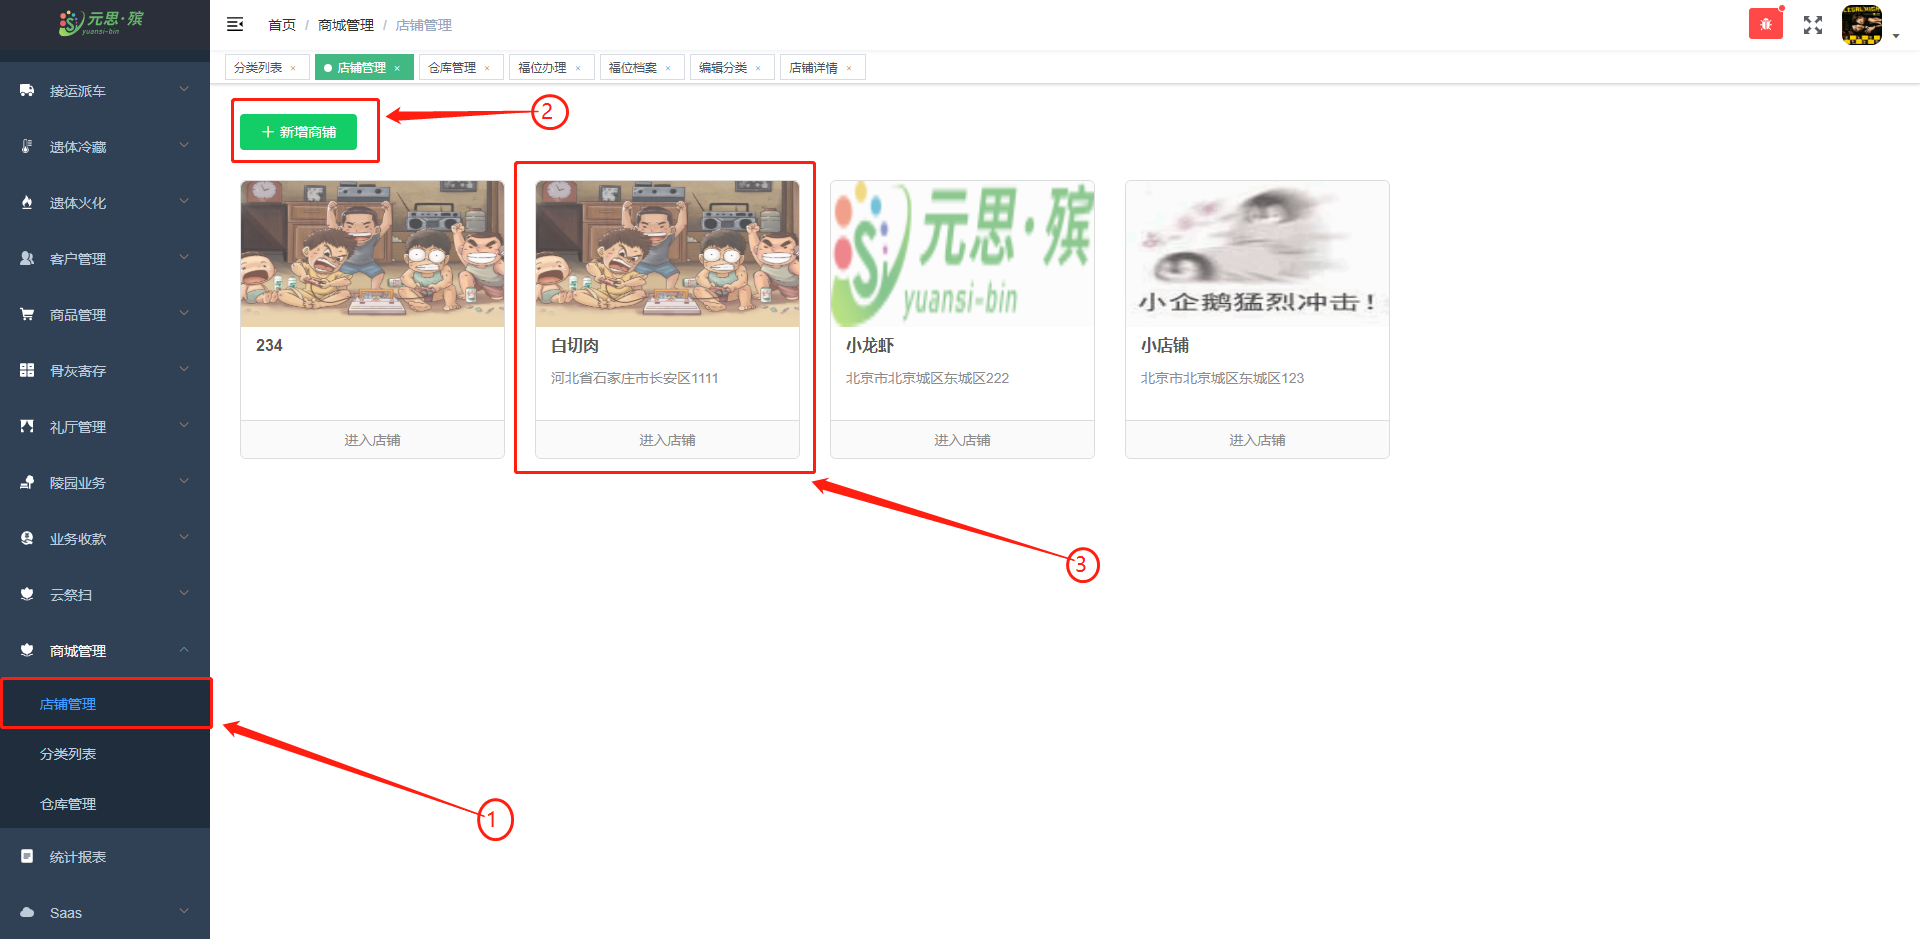 元思·殡
yuansi-bin
首页 / 商城管理 / 店铺管理
分类列表 × 店铺管理 × 仓库管理 × 福位办理 × 福位档案 × 编辑分类 × 店铺详情 ×
接运派车
遗体冷藏
遗体火化
客户管理
商品管理
骨灰寄存
礼厅管理
陵园业务
业务收款
云祭扫
商城管理
店铺管理
分类列表
仓库管理
统计报表
Saas
+ 新增商铺
2
234
进入店铺
白切肉
河北省石家庄市长安区1111
进入店铺
元思·殡
yuansi-bin
小龙虾
北京市北京城区东城区222
进入店铺
小企鹅猛烈冲击!
小店铺
北京市北京城区东城区123
进入店铺
3
1